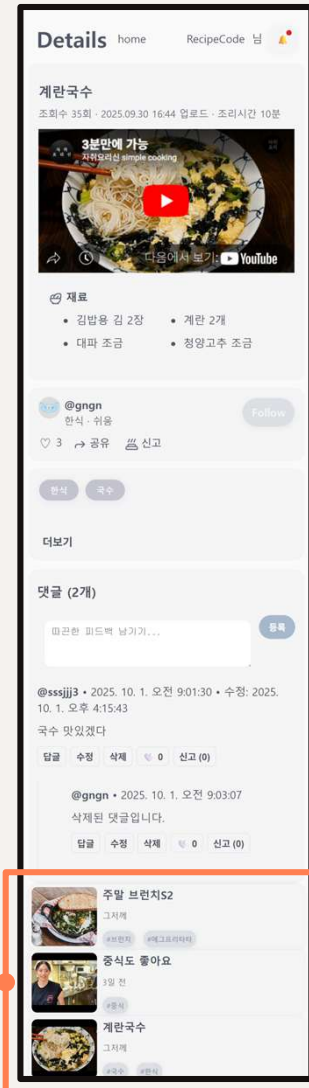 Details home RecipeCode 님
계란국수
조회수 35회 · 2025.09.30 16:44 업로드 · 조리시간 10분
3분만에 가능
자취요리신 simple cooking
다음에서 보기: YouTube
재료
김밥용 김 2장
계란 2개
대파 조금
청양고추 조금
@gngn
한식 · 쉬움
Follow
3 공유 신고
한식 국수
더보기
댓글 (2개)
따끈한 피드백 남기기...
등록
@sssjjj3 • 2025. 10. 1. 오전 9:01:30 • 수정: 2025.
10. 1. 오후 4:15:43
국수 맛있겠다
답글 수정 삭제 0 신고 (0)
@gngn • 2025. 10. 1. 오전 9:03:07
삭제된 댓글입니다.
답글 수정 삭제 0 신고 (0)
주말 브런치S2
그저께
#브런치 #에그프리타타
중식도 좋아요
3일 전
#중식
계란국수
그저께
#국수 #한식